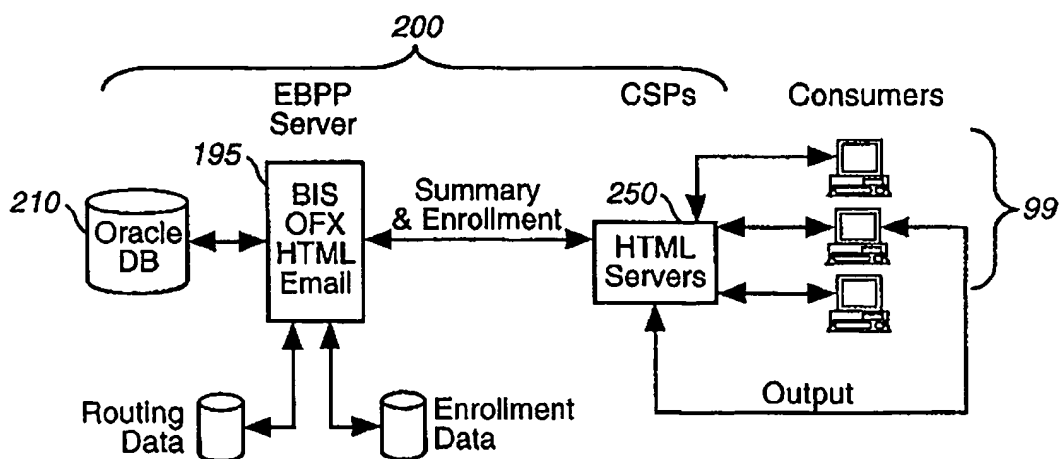 200
EBPP
Server
CSPs
Consumers
195
210
Oracle
DB
BIS
OFX
HTML
Email
Summary
& Enrollment
250
HTML
Servers
99
Routing
Data
Enrollment
Data
Output